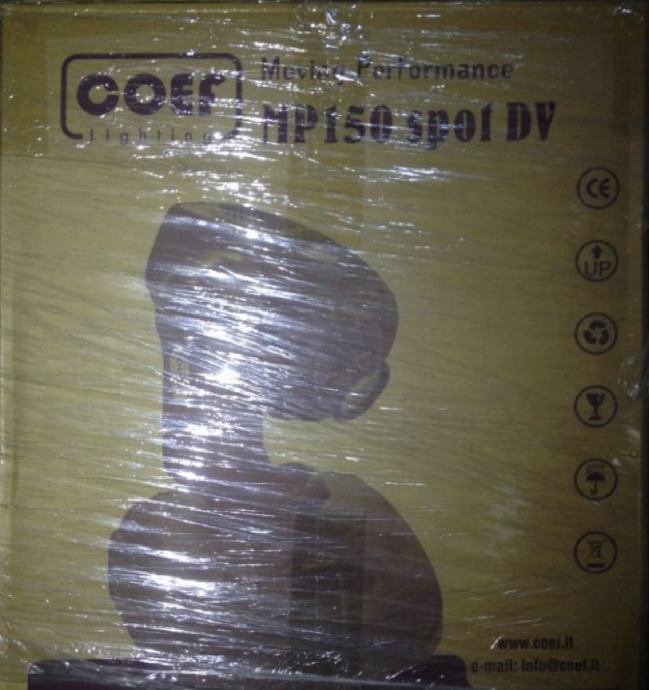 COEF
Lighting
Moving Performance
MP150 spot DV
CE
UP
www.coef.it
e-mail: info@coef.it